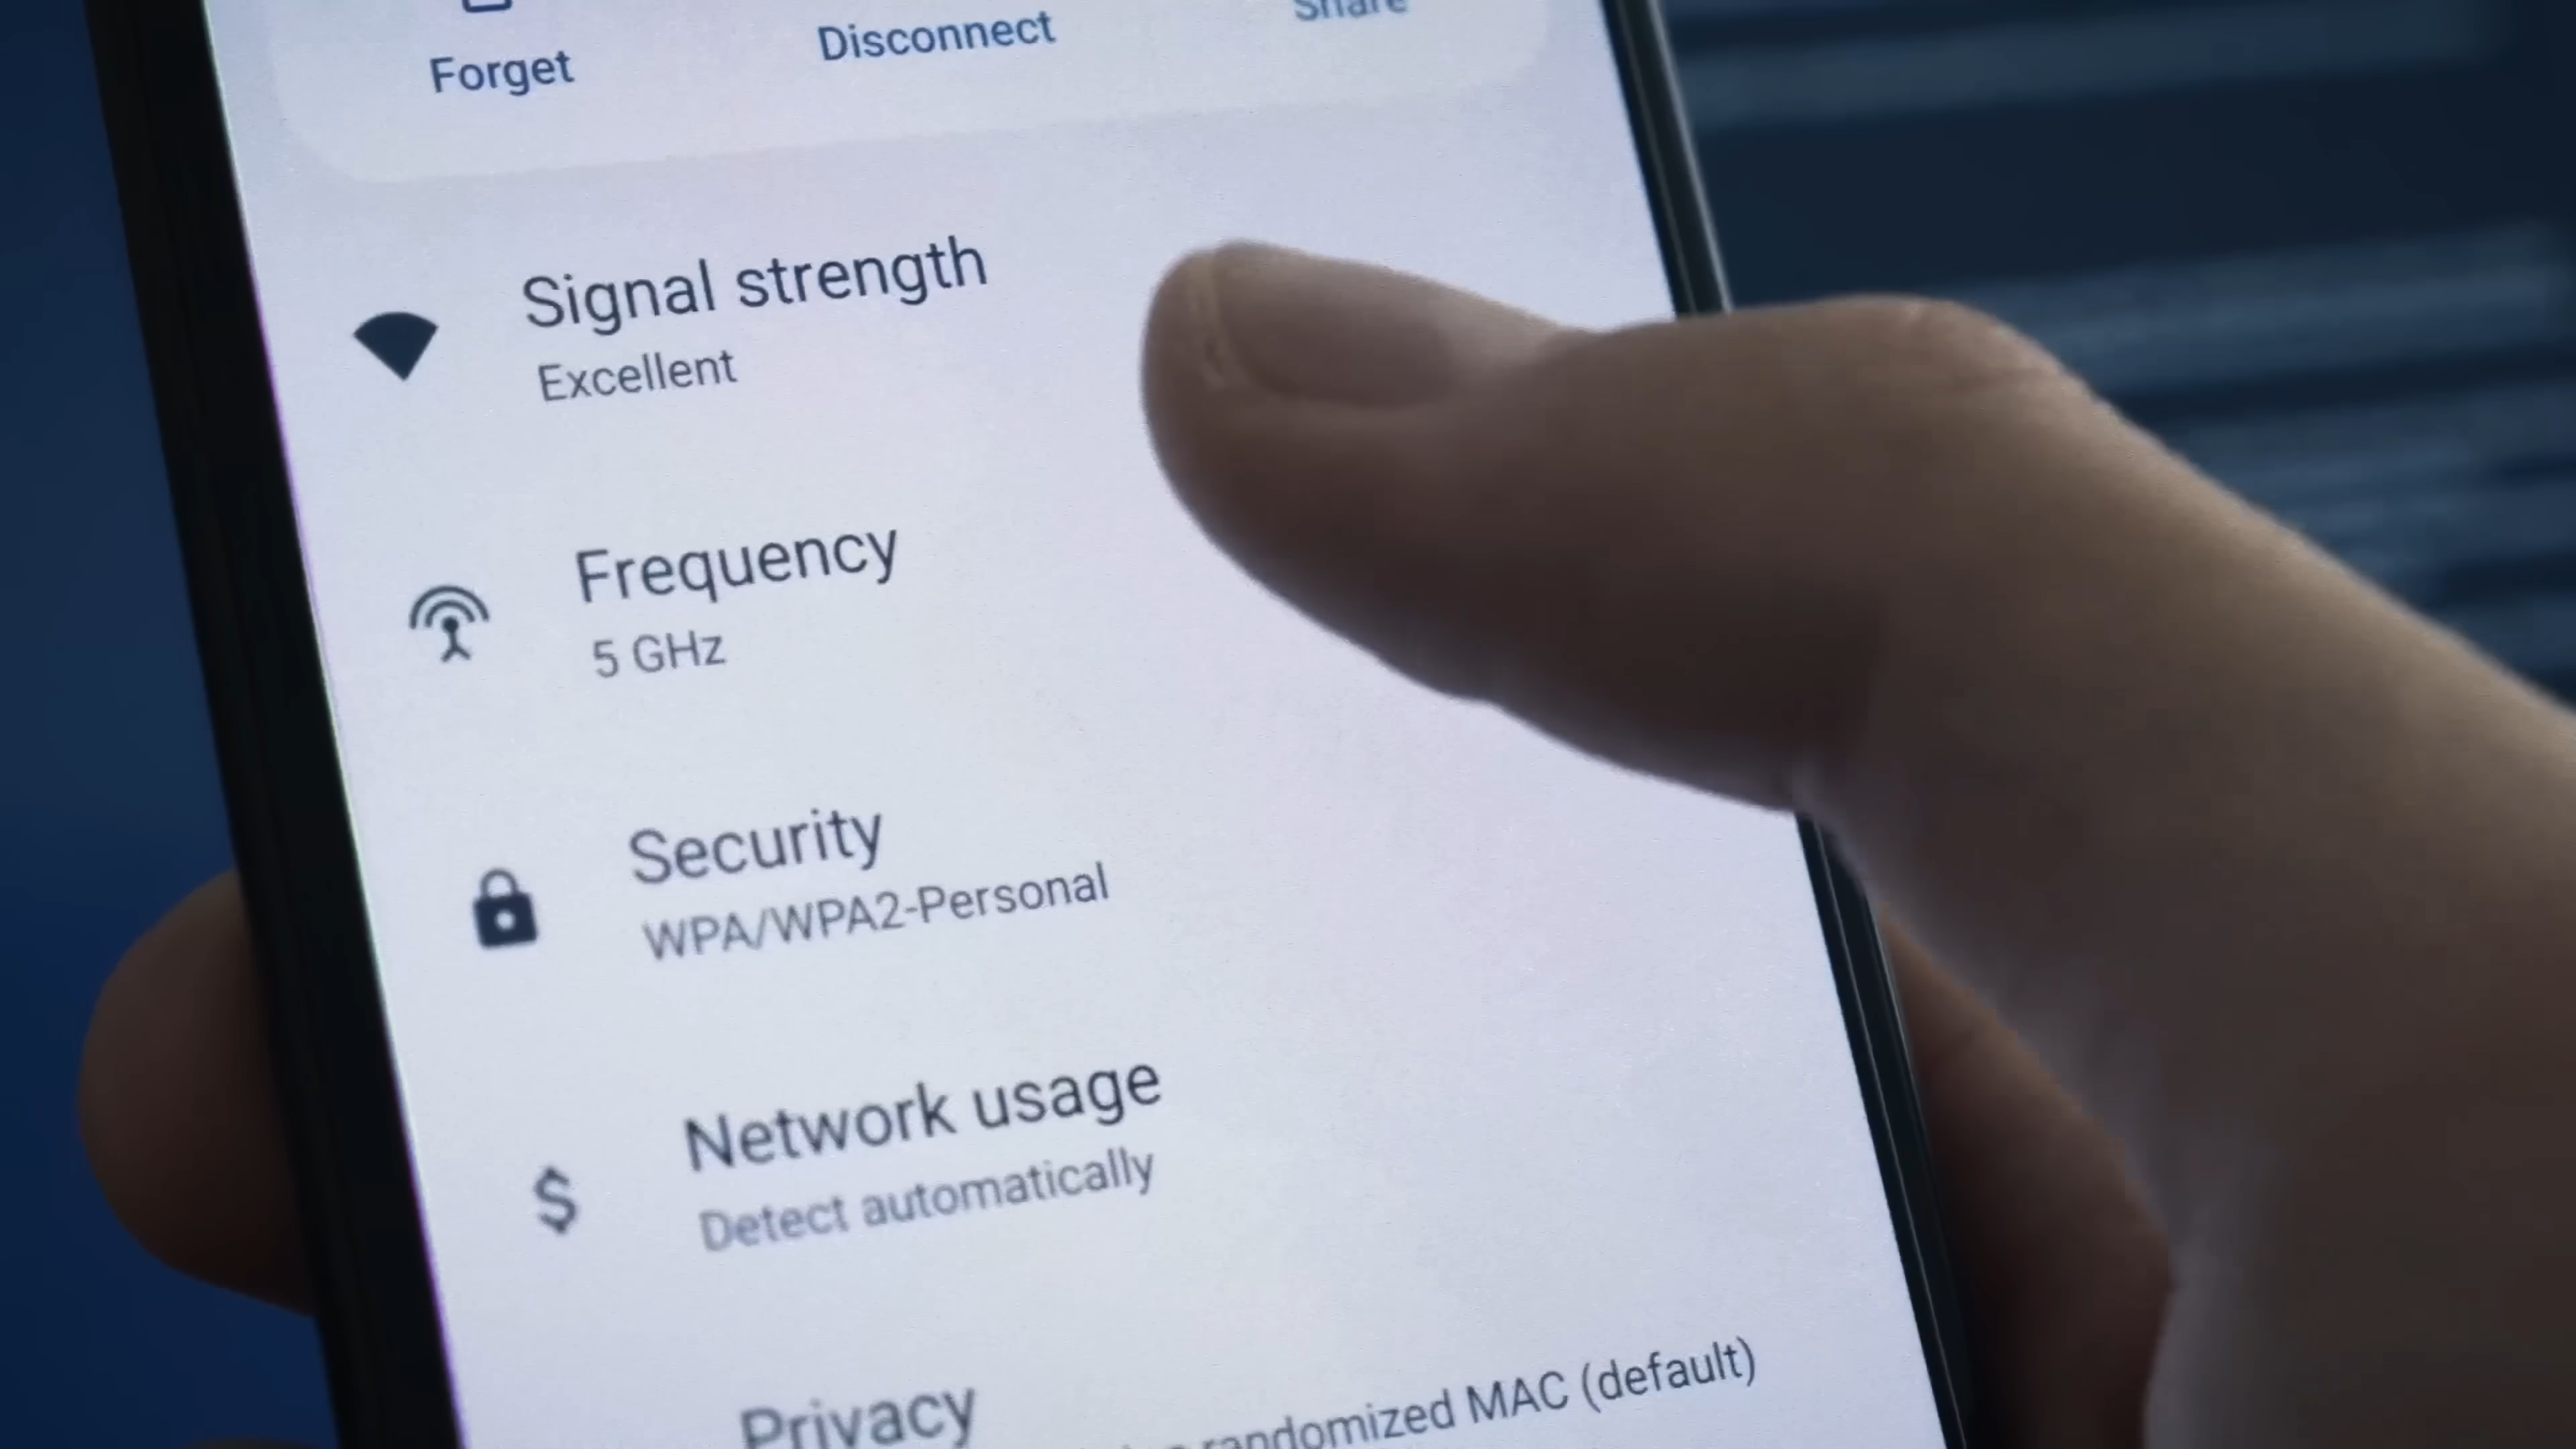 Forget
Disconnect
Share
Signal strength
Excellent
Frequency
5 GHz
Security
WPA/WPA2-Personal
Network usage
$
Detect automatically
Privacy
randomized MAC (default)